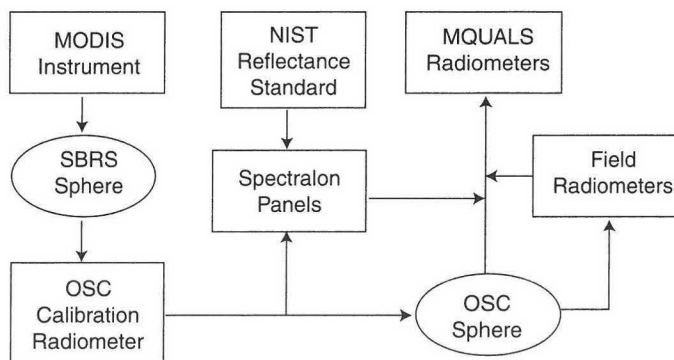 MODIS
Instrument
NIST
Reflectance
Standard
MQUALS
Radiometers
SBRS
Sphere
Spectralon
Panels
Field
Radiometers
OSC
Calibration
Radiometer
OSC
Sphere